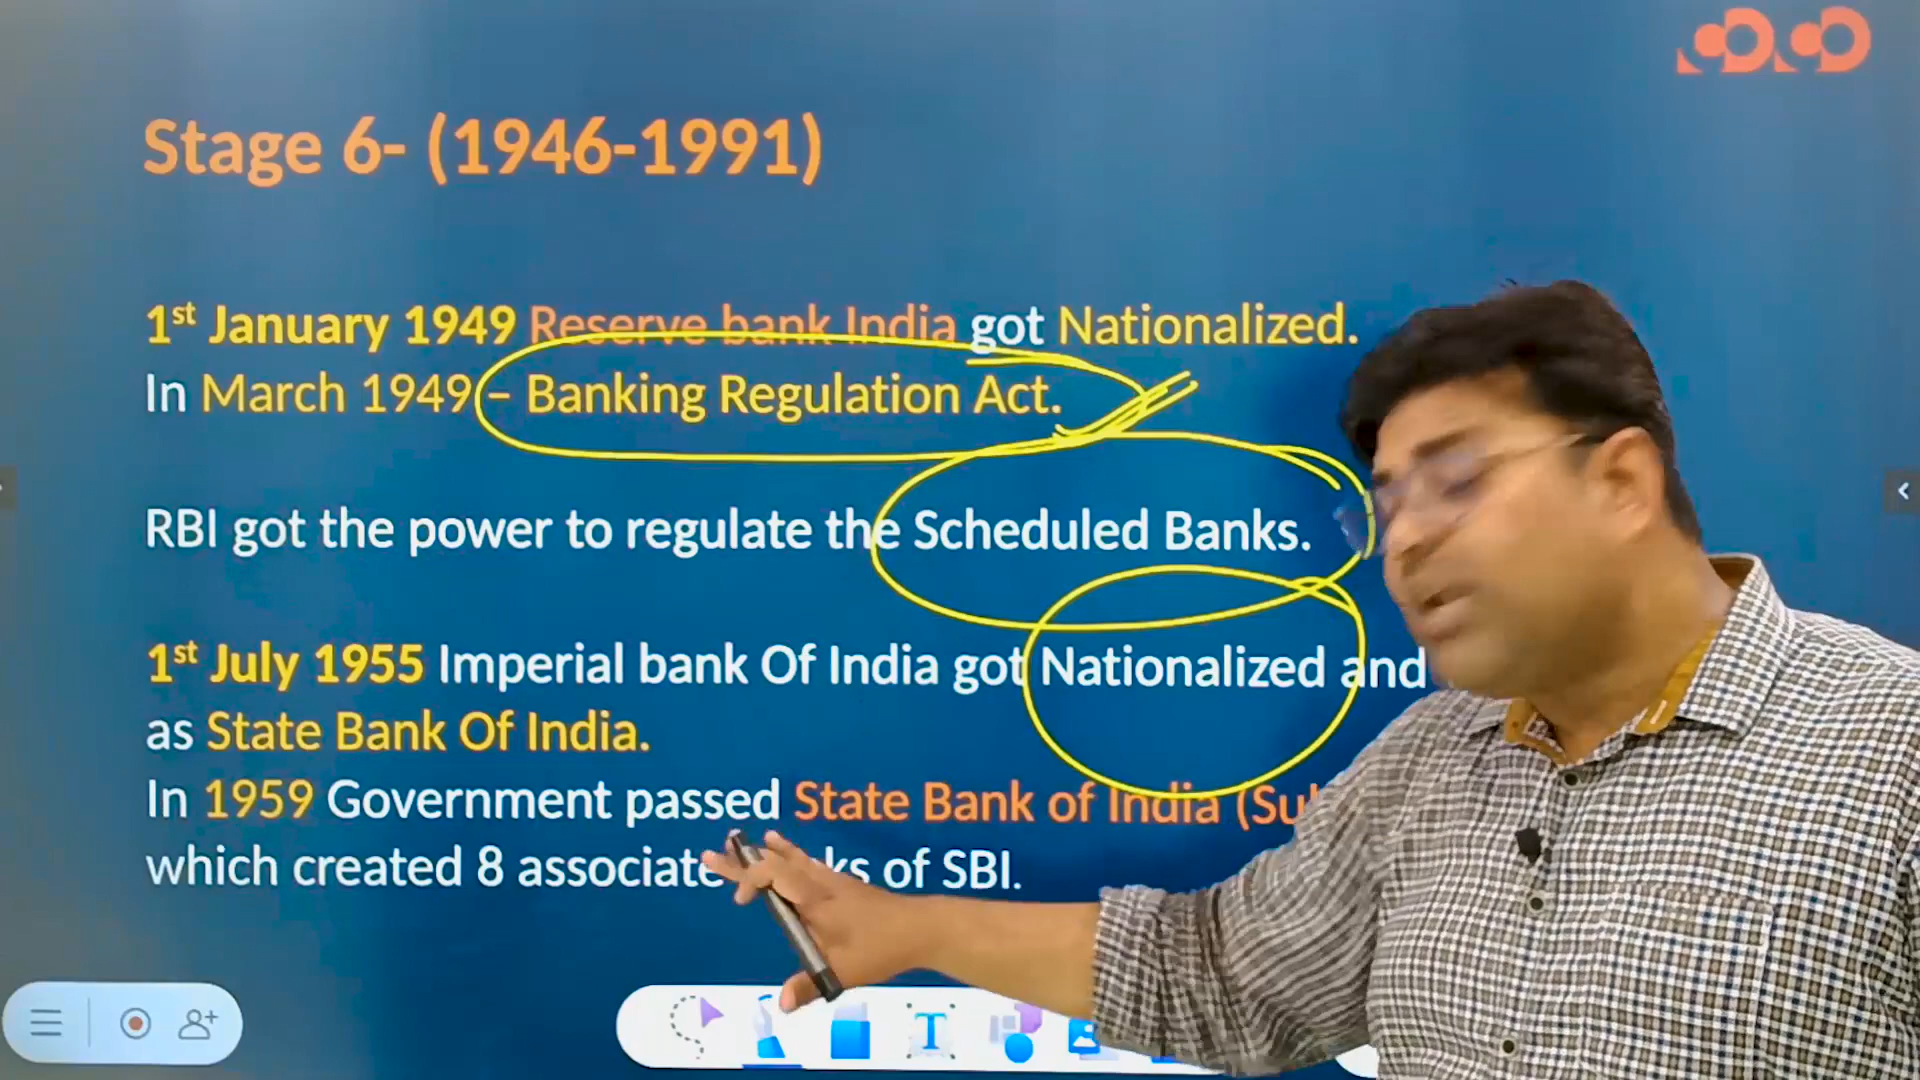 Stage 6- (1946-1991)
1st January 1949 Reserve bank India got Nationalized.
In March 1949 – Banking Regulation Act.
RBI got the power to regulate the Scheduled Banks.
1st July 1955 Imperial bank Of India got Nationalized and
as State Bank Of India.
In 1959 Government passed State Bank of India
which created 8 associate of SBI.